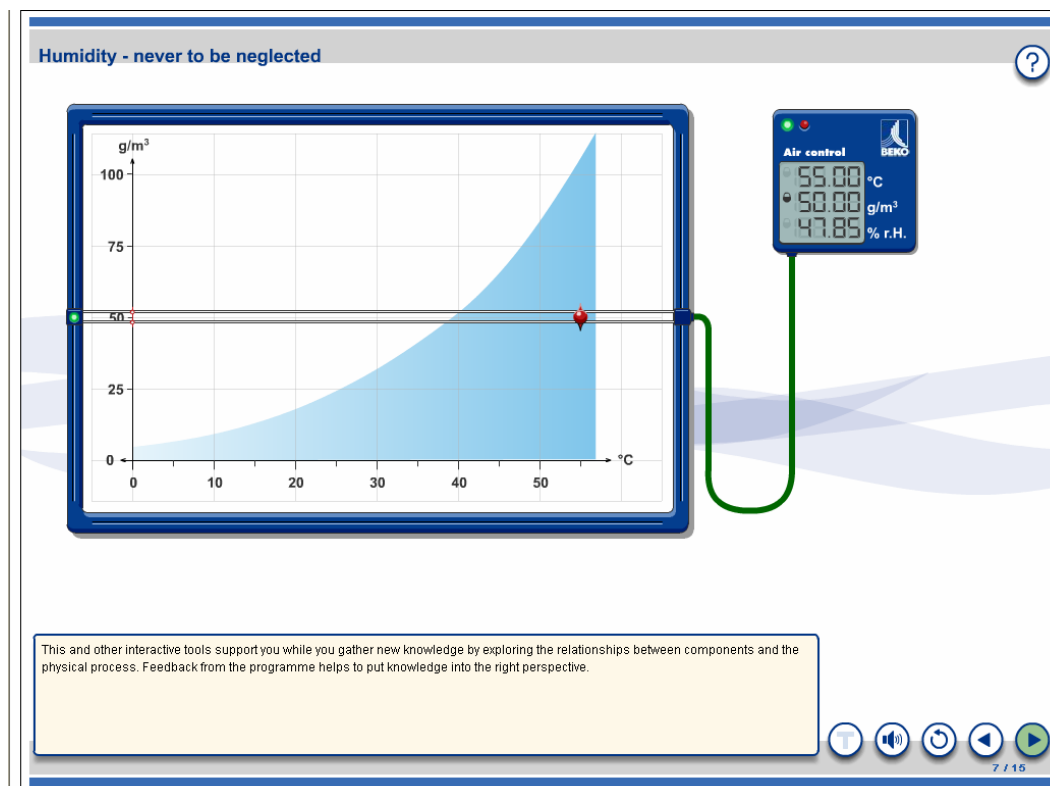 Humidity - never to be neglected
?
g/m³
100
75
50
25
0
°C
0 10 20 30 40 50
BEKO
Air control
55.00 °C
50.00 g/m³
47.85 % r.H.
This and other interactive tools support you while you gather new knowledge by exploring the relationships between components and the
physical process. Feedback from the programme helps to put knowledge into the right perspective.
T
7 / 15